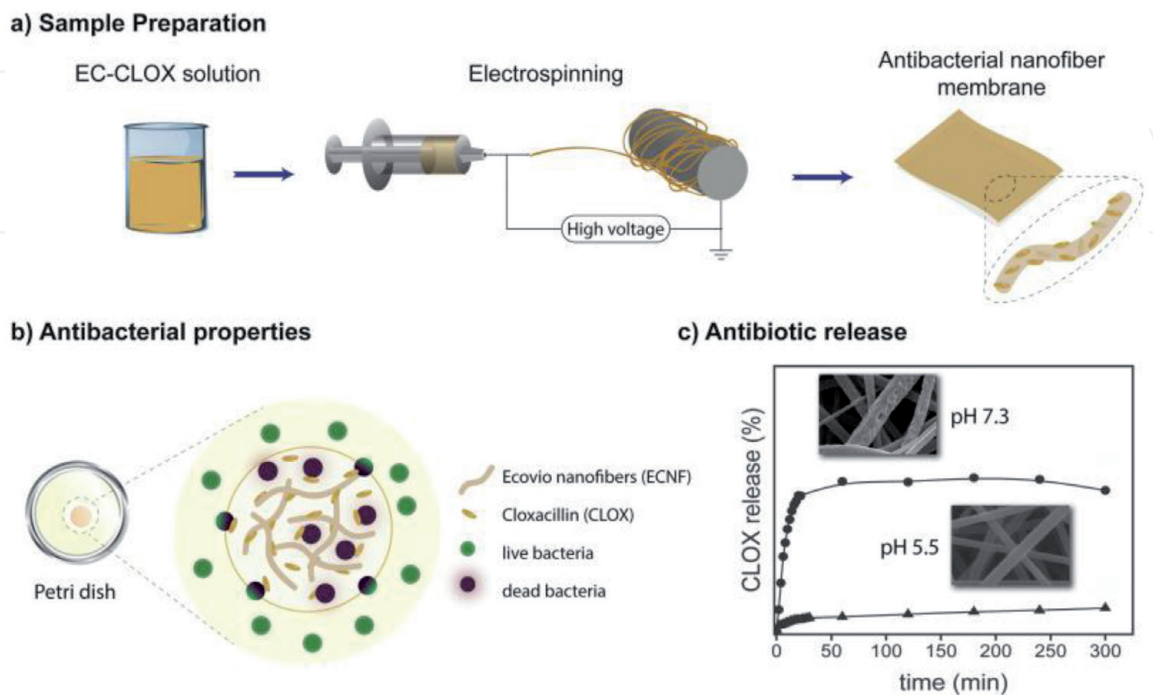 a) Sample Preparation
EC-CLOX solution
Electrospinning
Antibacterial nanofiber
membrane
High voltage
b) Antibacterial properties
Petri dish
Ecovio nanofibers (ECNF)
Cloxacillin (CLOX)
live bacteria
dead bacteria
c) Antibiotic release
CLOX release (%)
pH 7.3
pH 5.5
0 50 100 150 200 250 300
time (min)